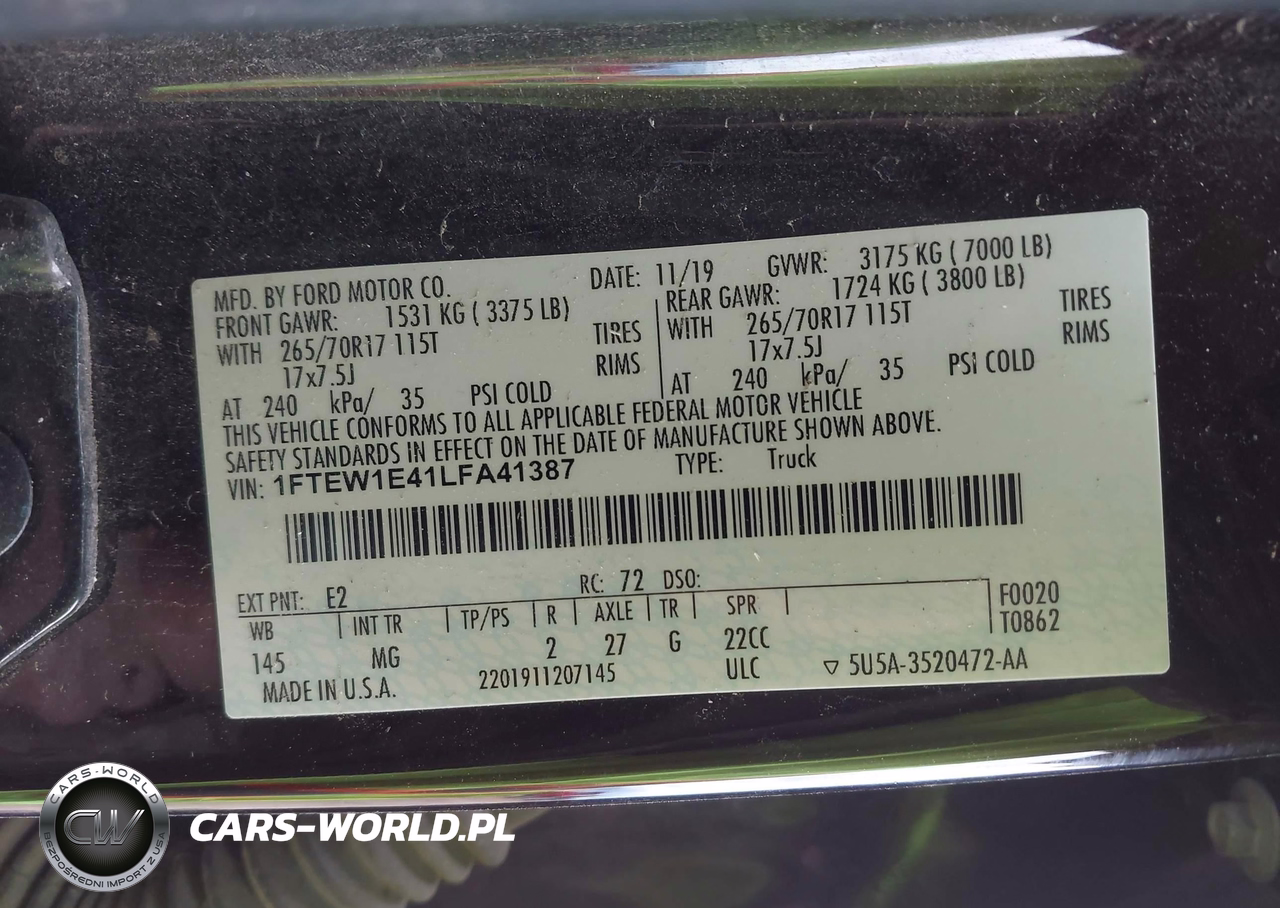 MFD. BY FORD MOTOR CO. DATE: 11/19 GVWR: 3175 KG ( 7000 LB)
FRONT GAWR: 1531 KG ( 3375 LB) REAR GAWR: 1724 KG ( 3800 LB)
WITH 265/70R17 115T TIRES WITH 265/70R17 115T TIRES
17x7.5J RIMS 17x7.5J RIMS
AT 240 kPa/ 35 PSI COLD AT 240 kPa/ 35 PSI COLD
THIS VEHICLE CONFORMS TO ALL APPLICABLE FEDERAL MOTOR VEHICLE
SAFETY STANDARDS IN EFFECT ON THE DATE OF MANUFACTURE SHOWN ABOVE.
VIN: 1FTEW1E41LFA41387 TYPE: Truck
EXT PNT: E2 RC: 72 DSO:
WB INT TR TP/PS R AXLE TR SPR F0020
145 MG 2 27 G 22CC T0862
MADE IN U.S.A. 2201911207145 ULC ▽ 5U5A-3520472-AA
CARS-WORLD
CW
BEZPOŚREDNI IMPORT Z USA
CARS-WORLD.PL